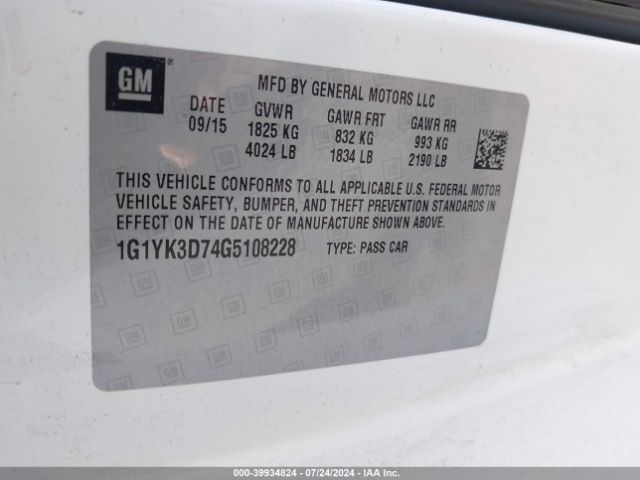 GM ®
MFD BY GENERAL MOTORS LLC
DATE GVWR GAWR FRT GAWR RR
09/15 1825 KG 832 KG 993 KG
4024 LB 1834 LB 2190 LB
THIS VEHICLE CONFORMS TO ALL APPLICABLE U.S. FEDERAL MOTOR
VEHICLE SAFETY, BUMPER, AND THEFT PREVENTION STANDARDS IN
EFFECT ON THE DATE OF MANUFACTURE SHOWN ABOVE.
1G1YK3D74G5108228 TYPE: PASS CAR
000-39934824 / 07/24/2024 / IAA Inc.